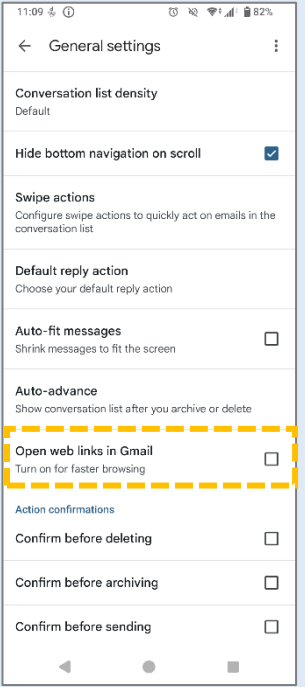 11:09 82%
General settings
Conversation list density
Default
Hide bottom navigation on scroll
Swipe actions
Configure swipe actions to quickly act on emails in the
conversation list
Default reply action
Choose your default reply action
Auto-fit messages
Shrink messages to fit the screen
Auto-advance
Show conversation list after you archive or delete
Open web links in Gmail
Turn on for faster browsing
Action confirmations
Confirm before deleting
Confirm before archiving
Confirm before sending